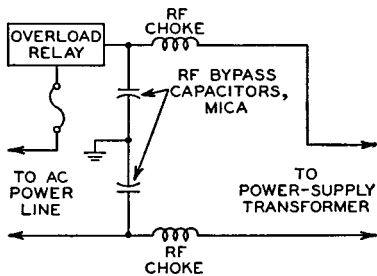 RF
CHOKE
OVERLOAD
RELAY
RF BYPASS
CAPACITORS,
MICA
TO AC
POWER
LINE
TO
POWER-SUPPLY
TRANSFORMER
RF
CHOKE